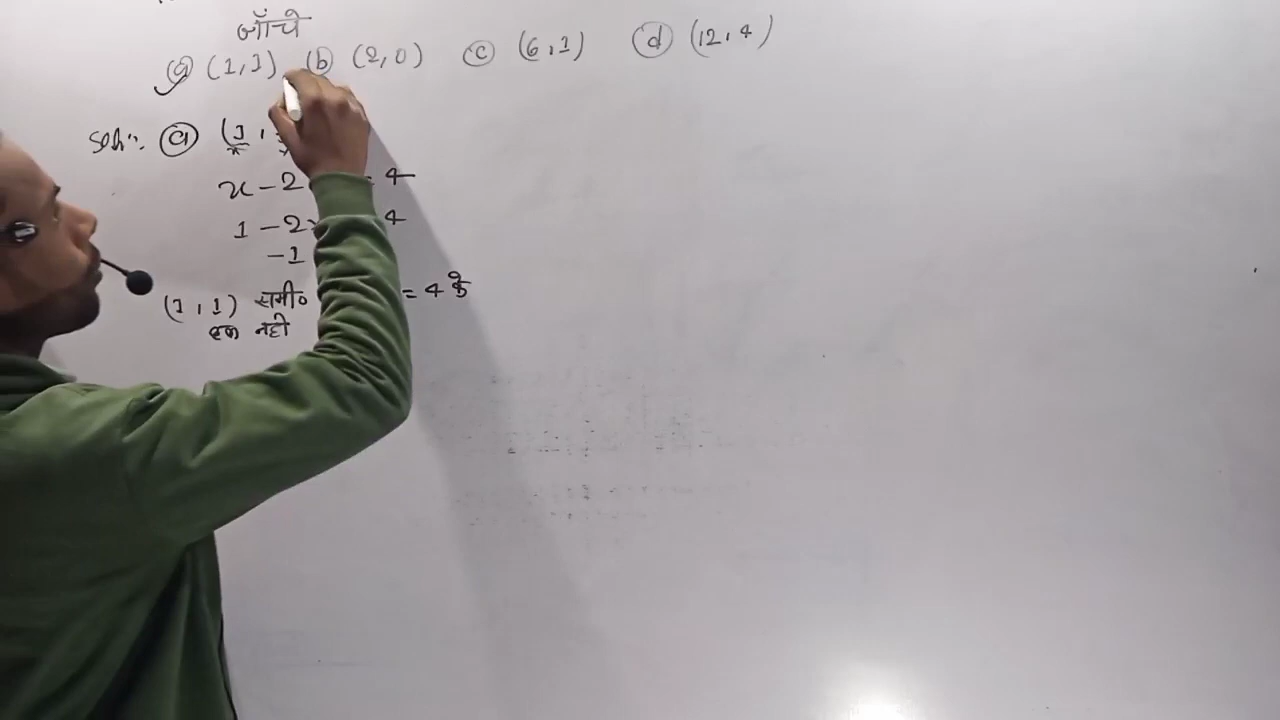 जाँचे
(a) (1,1) (b) (2,0) (c) (6,1) (d) (12,4)
Soln: (a) (1,
x
x - 2 = 4
1 - 2× 4
-1
(1,1) समी० = 4 के
हल नही